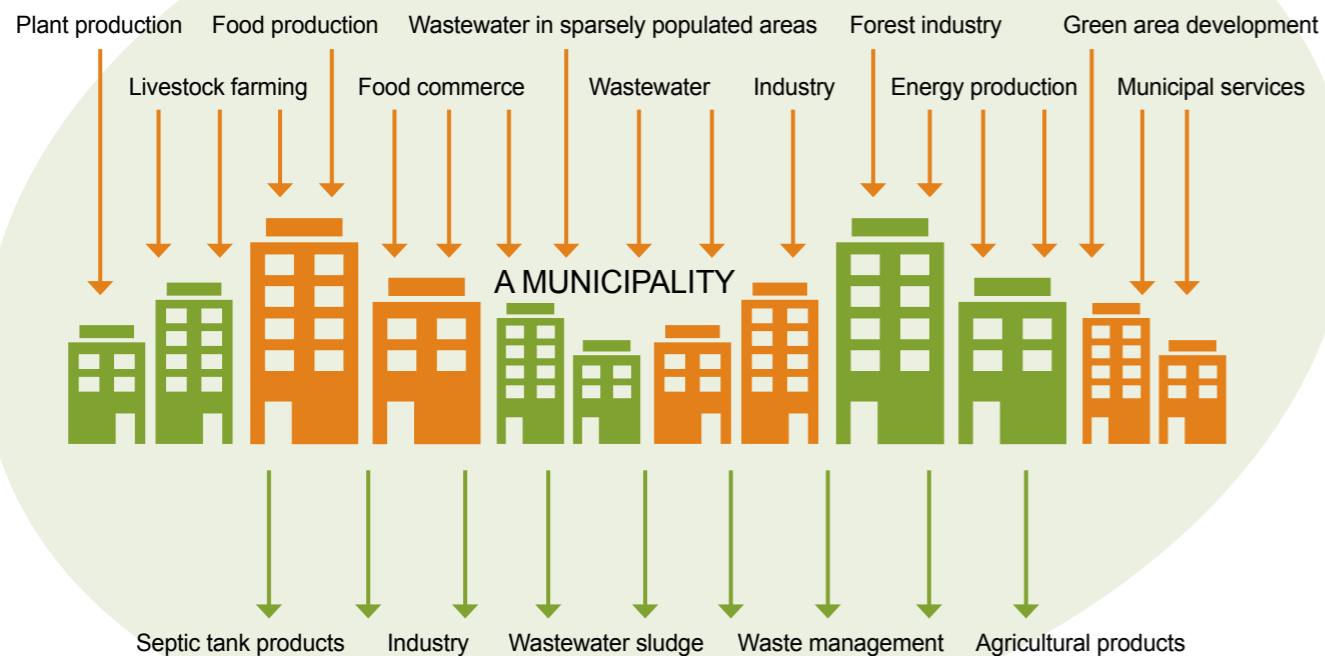 Plant production Food production Wastewater in sparsely populated areas Forest industry Green area development
Livestock farming Food commerce Wastewater Industry Energy production Municipal services
A MUNICIPALITY
Septic tank products Industry Wastewater sludge Waste management Agricultural products